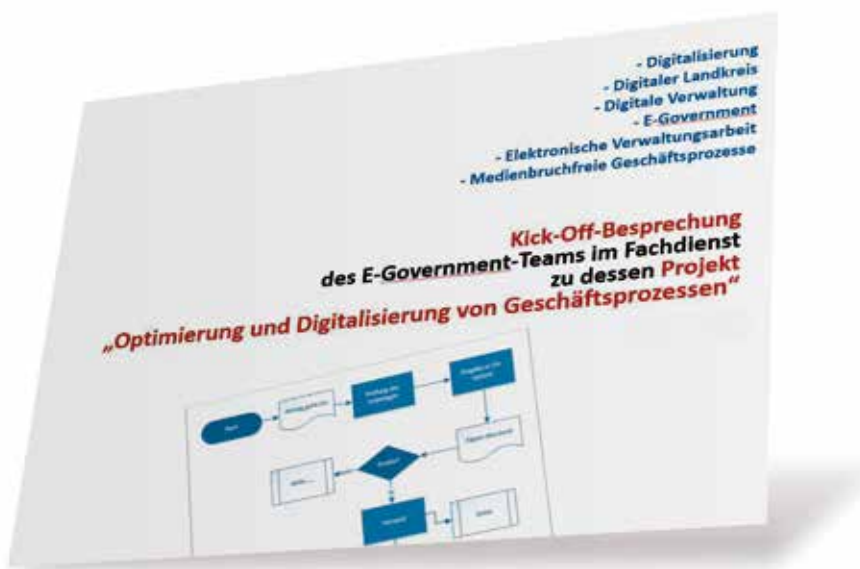 - Digitalisierung
- Digitaler Landkreis
- Digitale Verwaltung
- E-Government
- Elektronische Verwaltungsarbeit
- Medienbruchfreie Geschäftsprozesse
Kick-Off-Besprechung
des E-Government-Teams im Fachdienst
zu dessen Projekt
„Optimierung und Digitalisierung von Geschäftsprozessen“
Start